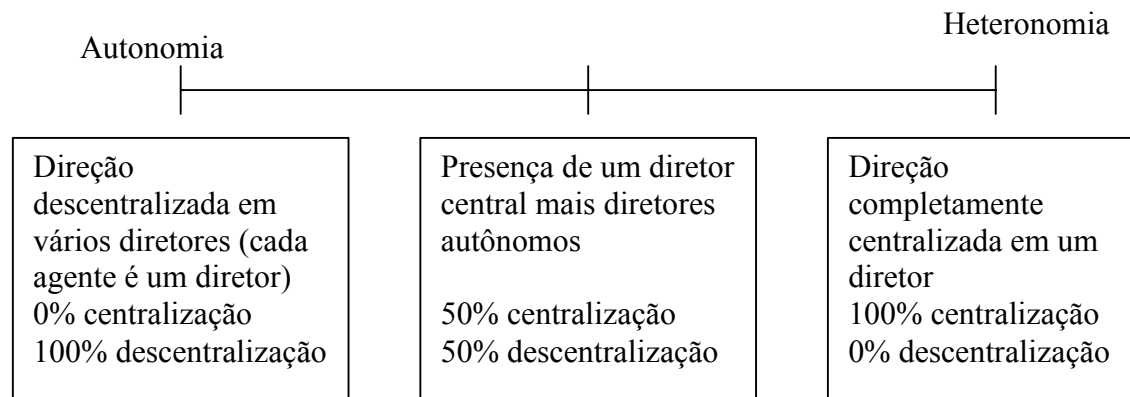 Autonomia
Heteronomia
Direção
descentralizada em
vários diretores (cada
agente é um diretor)
0% centralização
100% descentralização
Presença de um diretor
central mais diretores
autônomos
50% centralização
50% descentralização
Direção
completamente
centralizada em um
diretor
100% centralização
0% descentralização